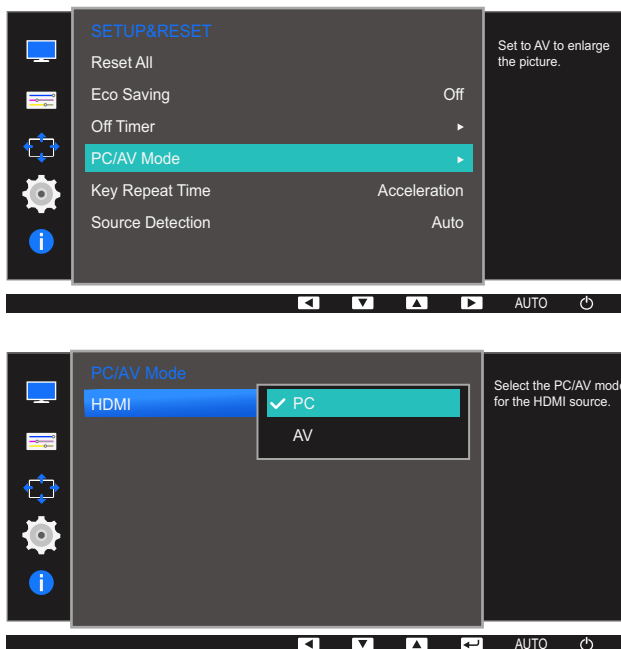 SETUP&RESET
Reset All
Eco Saving Off
Off Timer
PC/AV Mode
Key Repeat Time Acceleration
Source Detection Auto
Set to AV to enlarge
the picture.
AUTO
PC/AV Mode
HDMI
PC
AV
Select the PC/AV mode
for the HDMI source.
AUTO